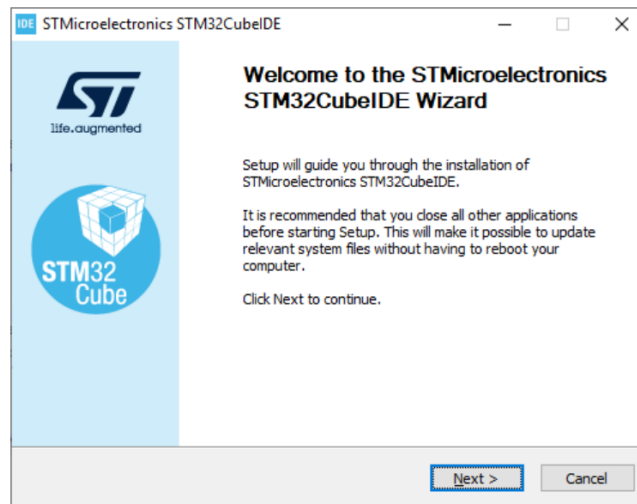 IDE STMicroelectronics STM32CubeIDE
life.augmented
STM32
Cube
Welcome to the STMicroelectronics
STM32CubeIDE Wizard
Setup will guide you through the installation of
STMicroelectronics STM32CubeIDE.
It is recommended that you close all other applications
before starting Setup. This will make it possible to update
relevant system files without having to reboot your
computer.
Click Next to continue.
Next >
Cancel